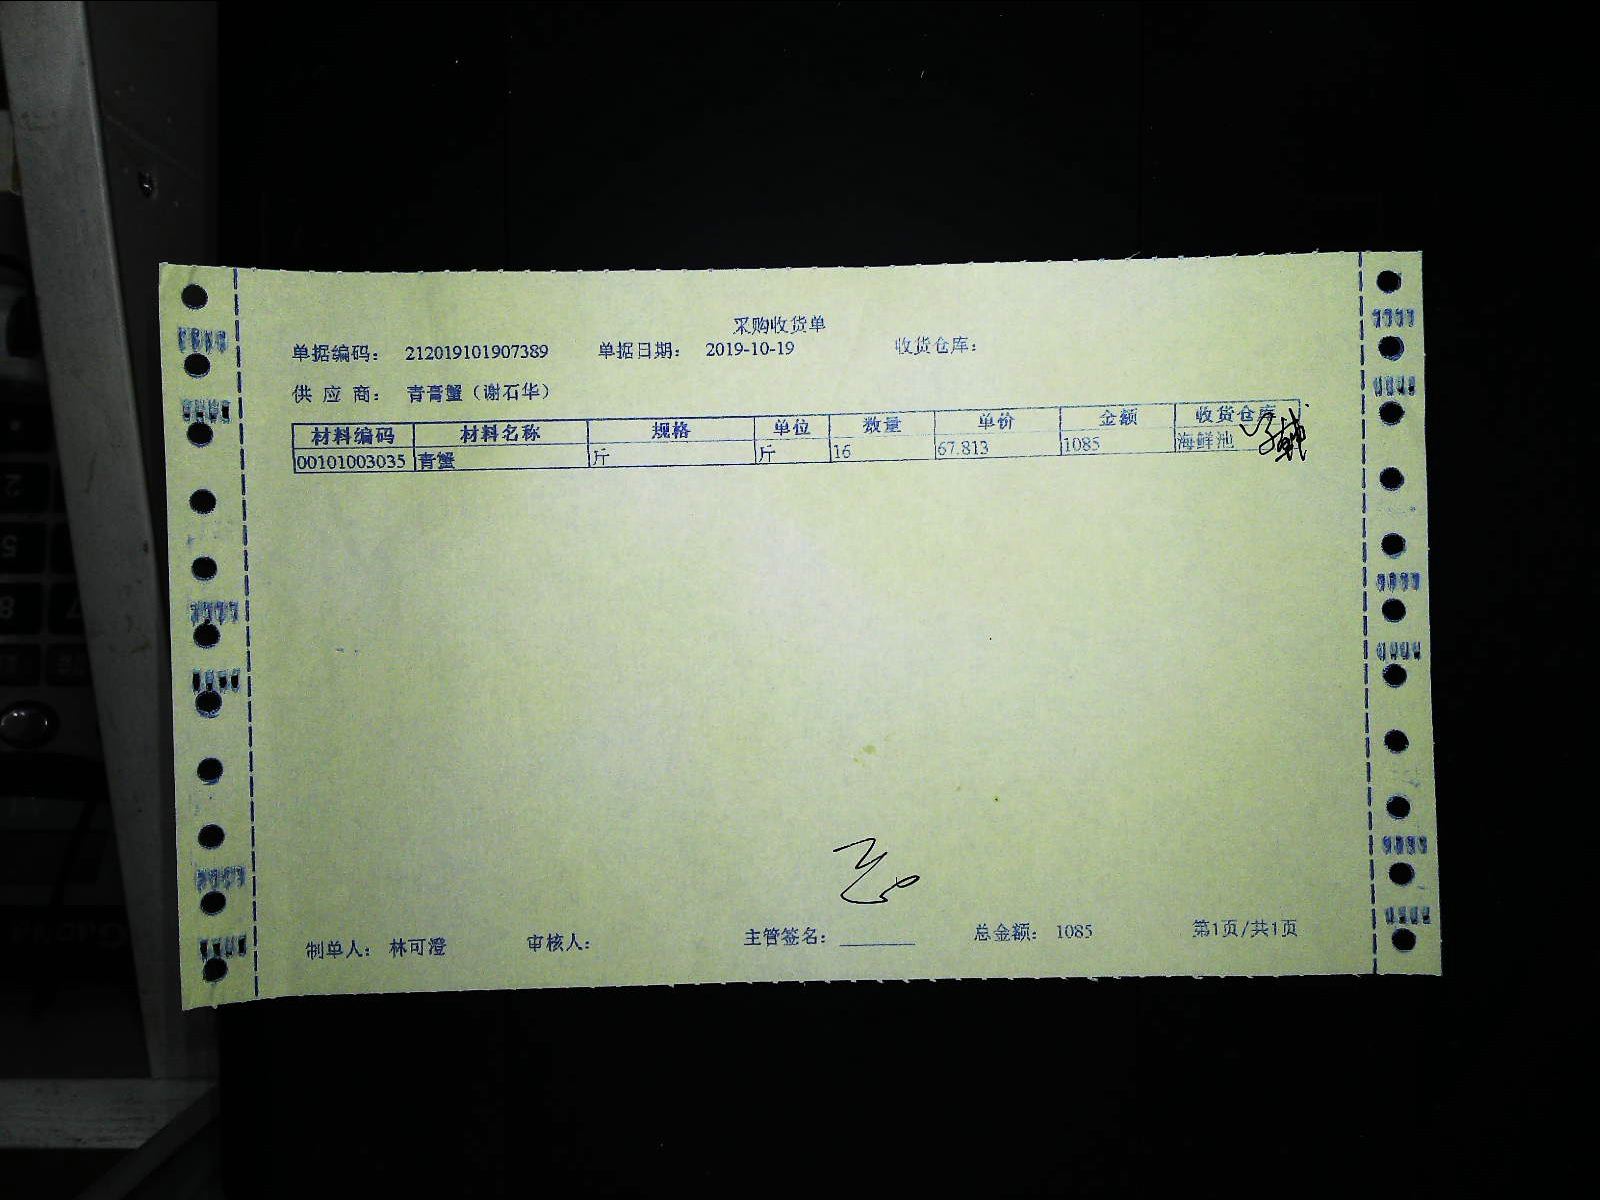 采购收货单
单据编码： 212019101907389 单据日期： 2019-10-19 收货仓库：
供 应 商： 青膏蟹（谢石华）
材料编码 材料名称 规格 单位 数量 单价 金额 收货仓库
00101003035 青蟹 斤 斤 16 67.813 1085 海鲜池
制单人： 林可澄 审核人： 主管签名： ________ 总金额： 1085 第1页/共1页